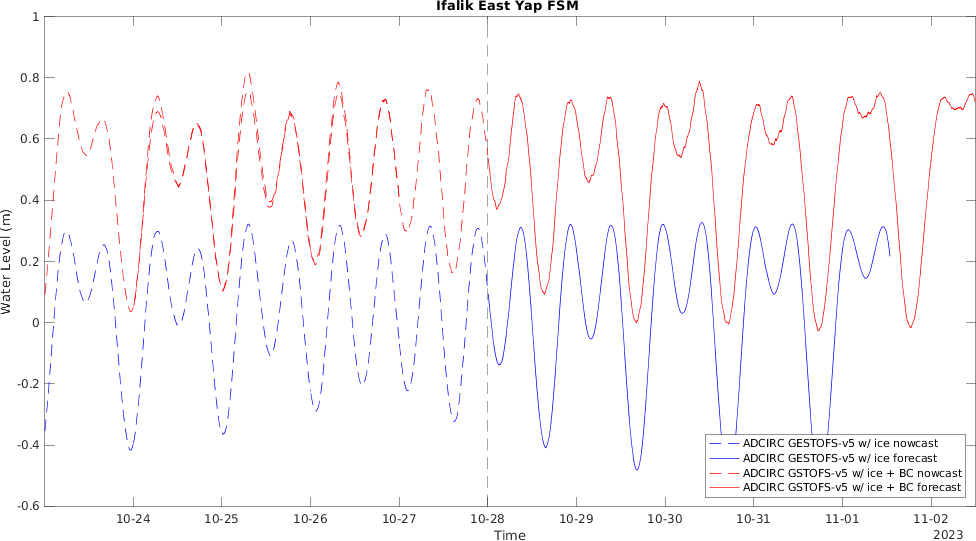 Ifalik East Yap FSM
1
0.8
0.6
0.4
0.2
0
-0.2
-0.4
-0.6
Water Level (m)
10-24 10-25 10-26 10-27 10-28 10-29 10-30 10-31 11-01 11-02
Time
2023
ADCIRC GESTOFS-v5 w/ ice nowcast
ADCIRC GESTOFS-v5 w/ ice forecast
ADCIRC GSTOFS-v5 w/ ice + BC nowcast
ADCIRC GSTOFS-v5 w/ ice + BC forecast